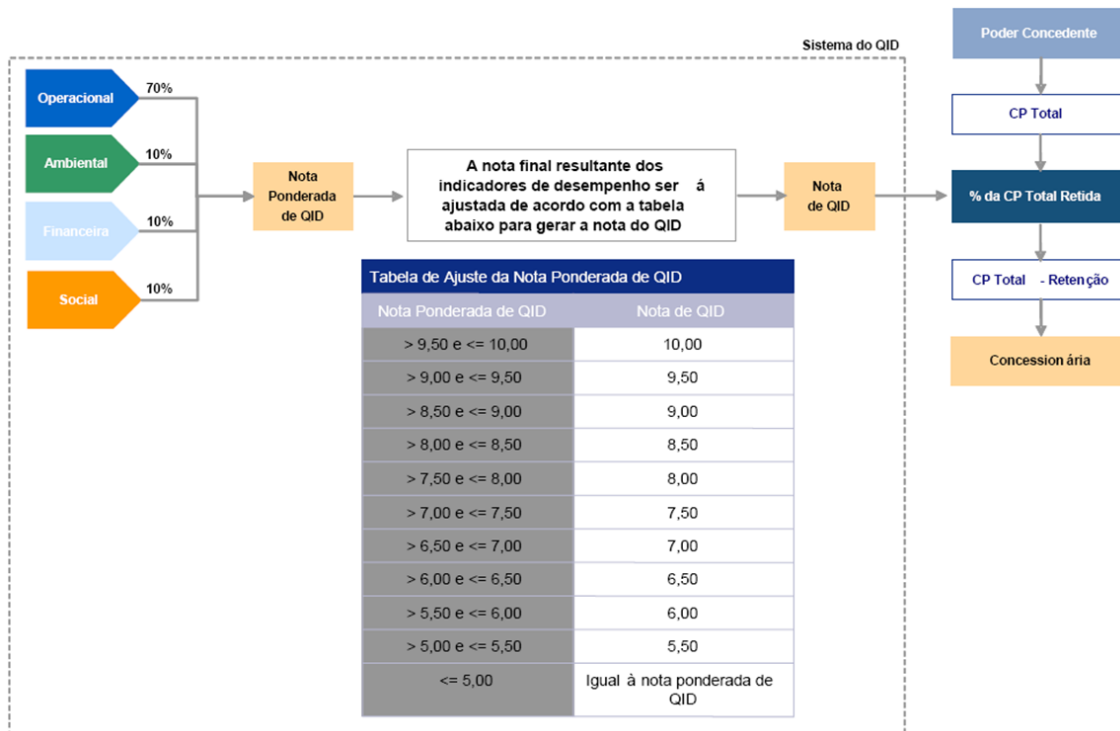 Sistema do QID
Operacional
70%
Ambiental
10%
Financeira
10%
Social
10%
Nota
Ponderada
de QID
A nota final resultante dos
indicadores de desempenho ser á
ajustada de acordo com a tabela
abaixo para gerar a nota do QID
Nota
de QID
Tabela de Ajuste da Nota Ponderada de QID
Nota Ponderada de QID Nota de QID
> 9,50 e <= 10,00 10,00
> 9,00 e <= 9,50 9,50
> 8,50 e <= 9,00 9,00
> 8,00 e <= 8,50 8,50
> 7,50 e <= 8,00 8,00
> 7,00 e <= 7,50 7,50
> 6,50 e <= 7,00 7,00
> 6,00 e <= 6,50 6,50
> 5,50 e <= 6,00 6,00
> 5,00 e <= 5,50 5,50
<= 5,00 Igual à nota ponderada de
QID
Poder Concedente
CP Total
% da CP Total Retida
CP Total - Retenção
Concession ária